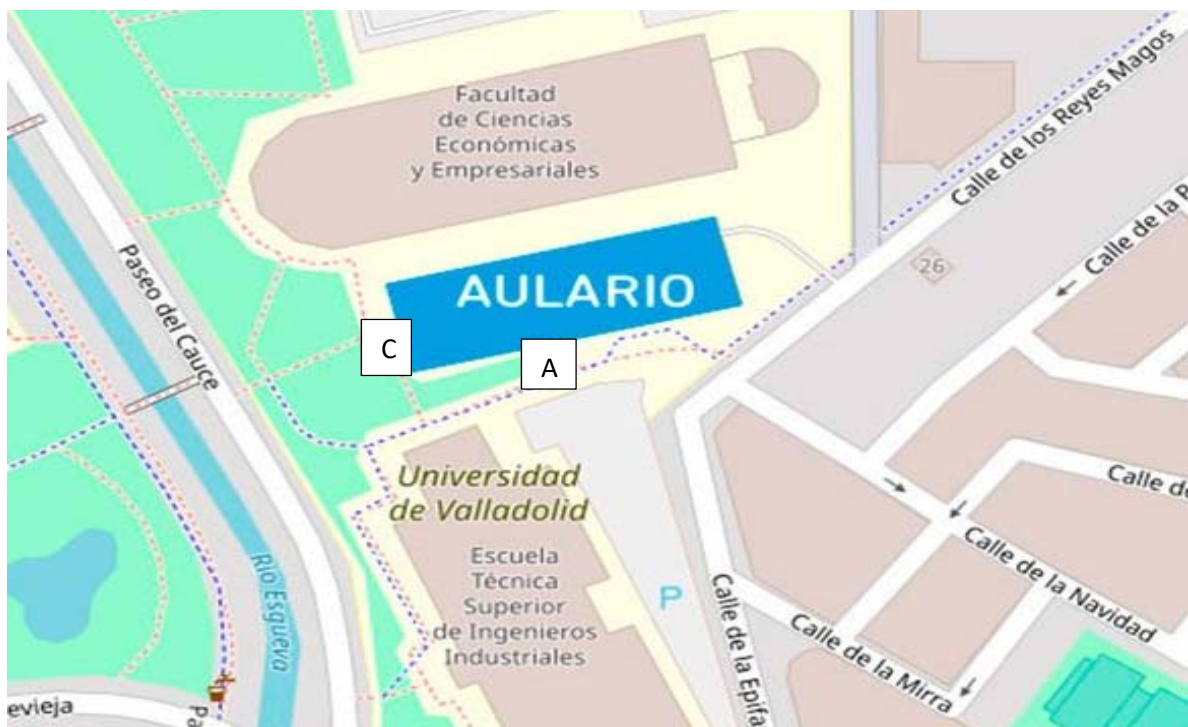 Facultad
de Ciencias
Económicas
y Empresariales
Calle de los Reyes Magos
Calle de la R
26
Paseo del Cauce
AULARIO
C
A
Universidad
de Valladolid
Escuela
Técnica
Superior
de Ingenieros
Industriales
P
Calle de
Río Esgueva
Calle de la Navidad
Calle de la Mirra
Calle de la Epifa
evieja
Pa